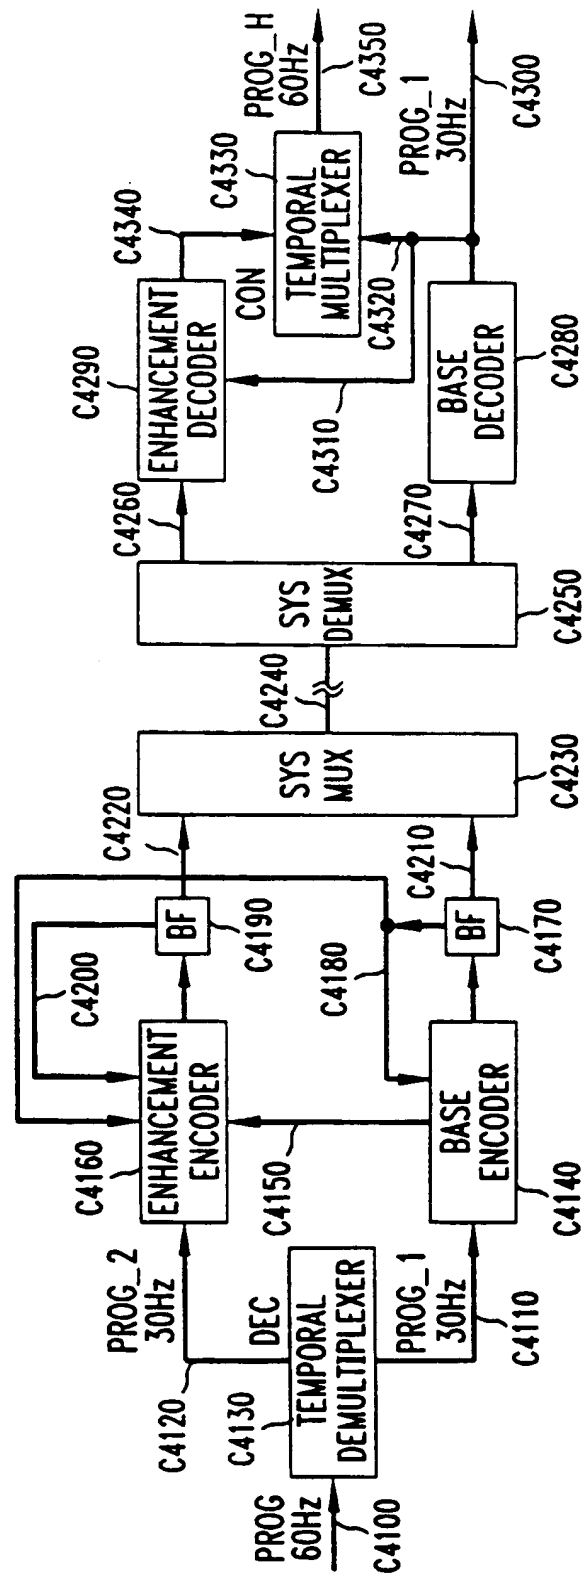 PROG
60Hz
C4100
C4130
TEMPORAL
DEMULTIPLEXER
DEC
C4120
PROG_2
30Hz
PROG_1
30Hz
C4110
C4160
ENHANCEMENT
ENCODER
C4150
BASE
ENCODER
C4140
C4200
C4180
BF
C4190
BF
C4170
C4220
C4210
SYS
MUX
C4230
C4240
SYS
DEMUX
C4250
C4260
C4270
C4290
ENHANCEMENT
DECODER
C4310
BASE
DECODER
C4280
C4340
CON
C4330
TEMPORAL
MULTIPLEXER
C4320
PROG_H
60Hz
C4350
PROG_1
30Hz
C4300